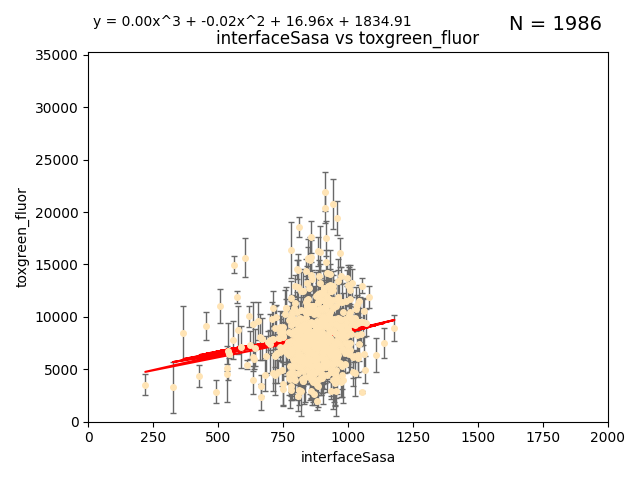 y = 0.00x^3 + -0.02x^2 + 16.96x + 1834.91
N = 1986
interfaceSasa vs toxgreen_fluor
35000
30000
25000
20000
15000
10000
5000
0
toxgreen_fluor
0 250 500 750 1000 1250 1500 1750 2000
interfaceSasa